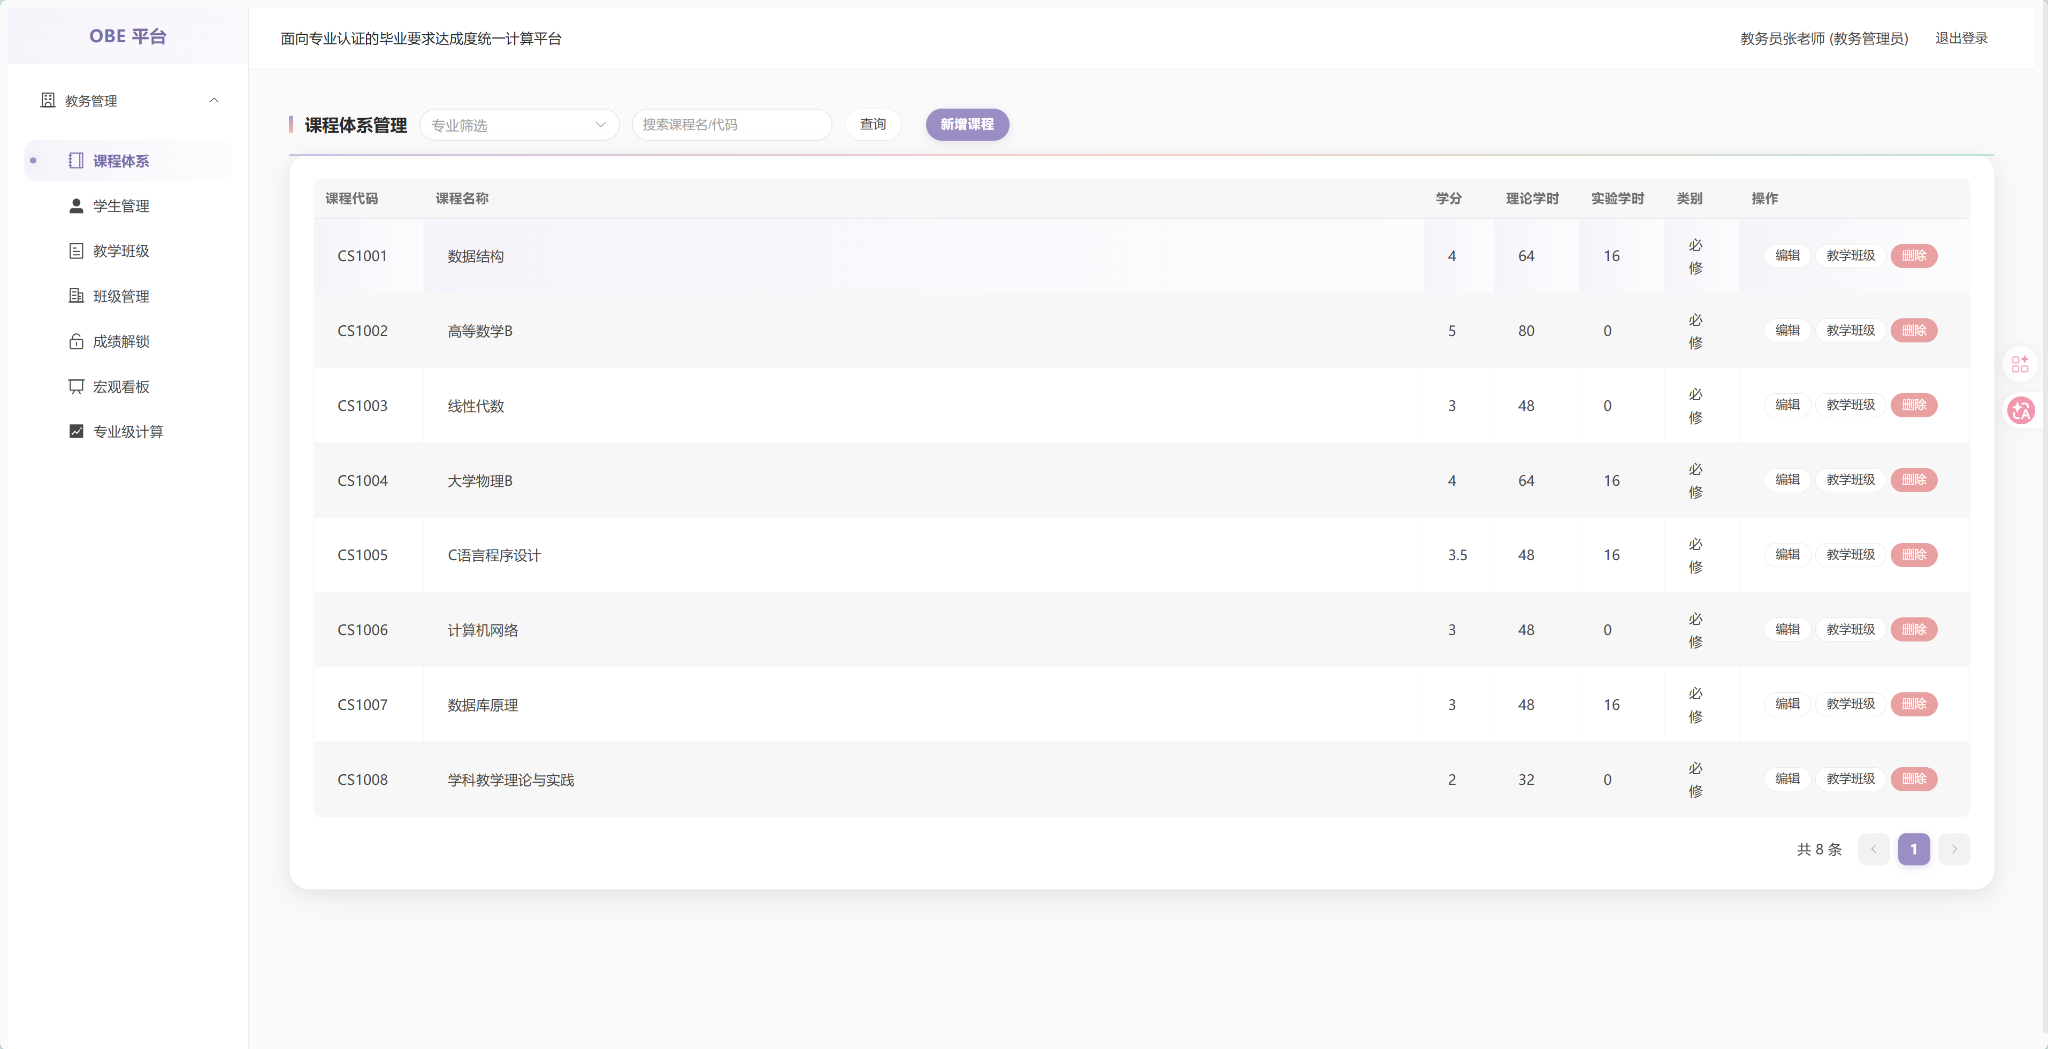 OBE 平台
面向专业认证的毕业要求达成度统一计算平台
教务员张老师 (教务管理员) 退出登录
教务管理
课程体系
学生管理
教学班级
班级管理
成绩解锁
宏观看板
专业级计算
课程体系管理 专业筛选 搜索课程名/代码 查询 新增课程
课程代码 课程名称 学分 理论学时 实验学时 类别 操作
CS1001 数据结构 4 64 16 必修 编辑 教学班级 删除
CS1002 高等数学B 5 80 0 必修 编辑 教学班级 删除
CS1003 线性代数 3 48 0 必修 编辑 教学班级 删除
CS1004 大学物理B 4 64 16 必修 编辑 教学班级 删除
CS1005 C语言程序设计 3.5 48 16 必修 编辑 教学班级 删除
CS1006 计算机网络 3 48 0 必修 编辑 教学班级 删除
CS1007 数据库原理 3 48 16 必修 编辑 教学班级 删除
CS1008 学科教学理论与实践 2 32 0 必修 编辑 教学班级 删除
共 8 条 1